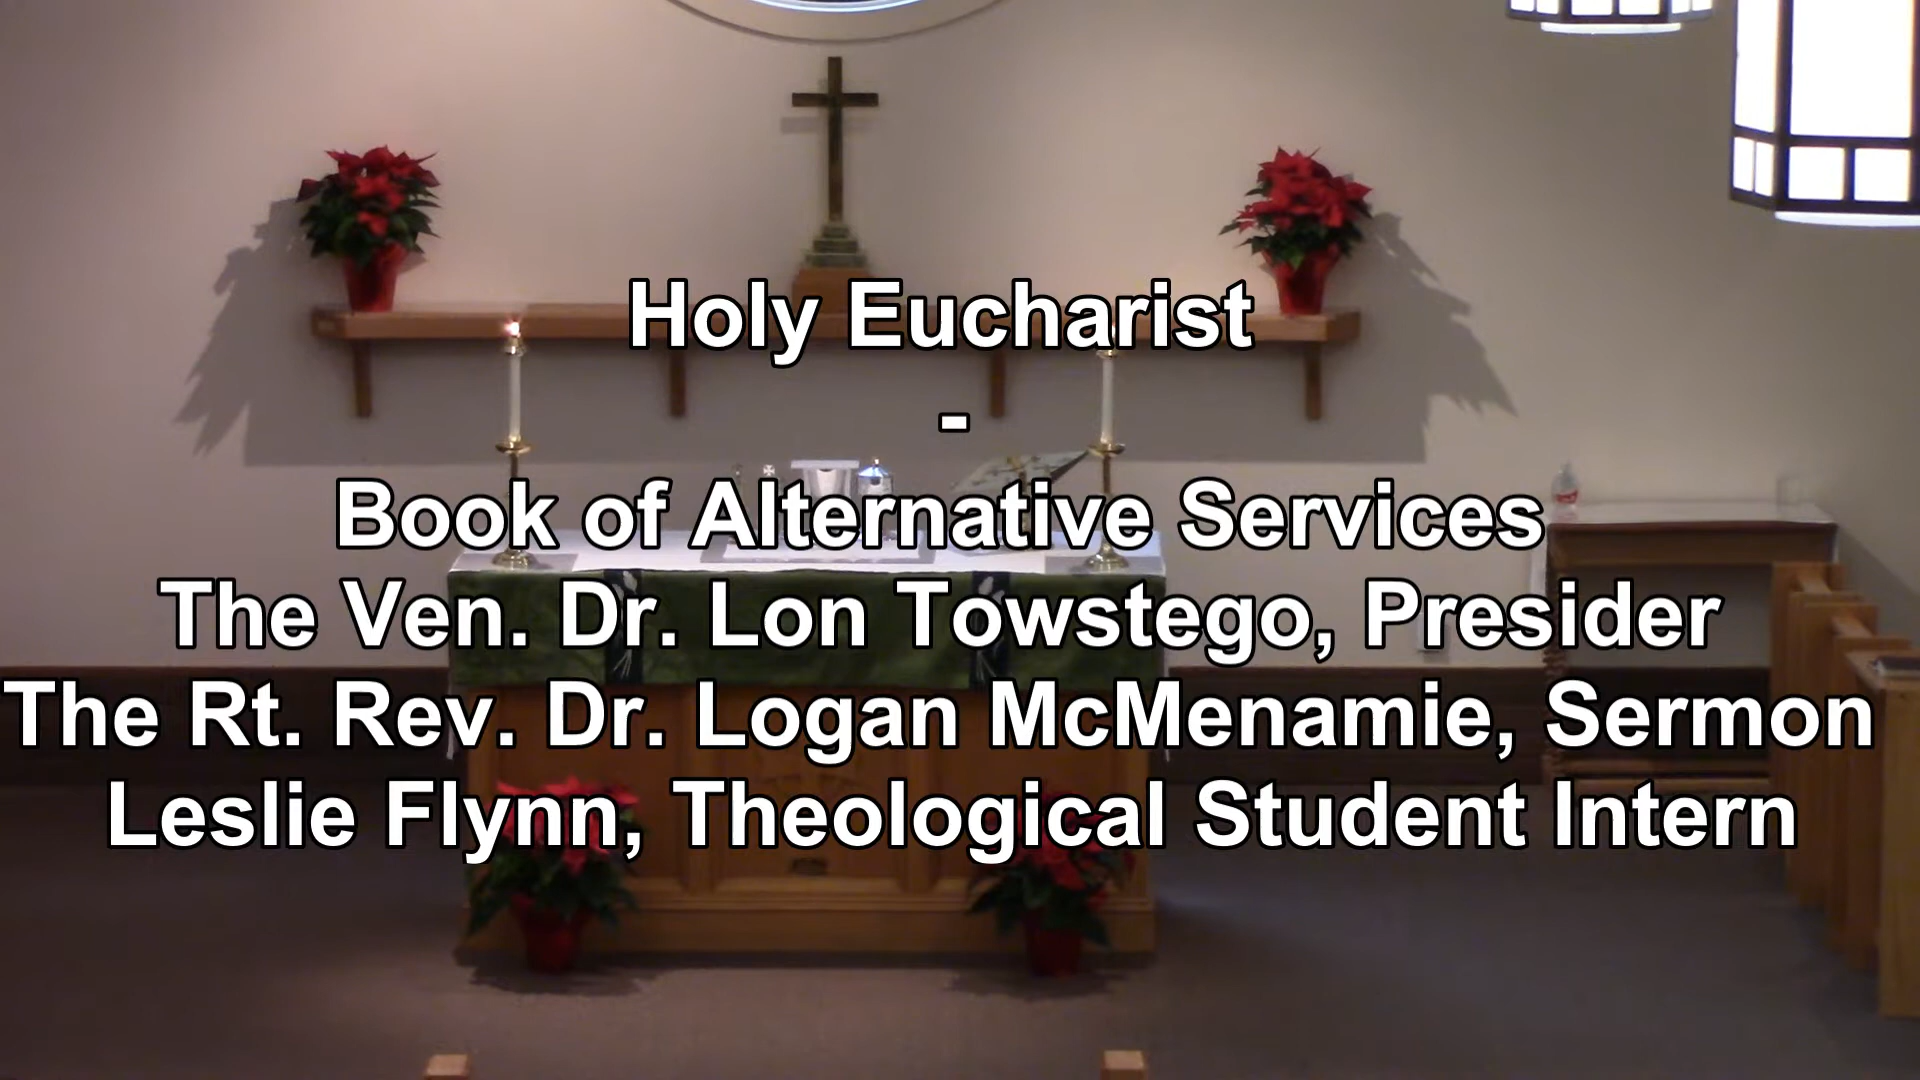 Holy Eucharist
-
Book of Alternative Services
The Ven. Dr. Lon Towstego, Presider
The Rt. Rev. Dr. Logan McMenamie, Sermon
Leslie Flynn, Theological Student Intern